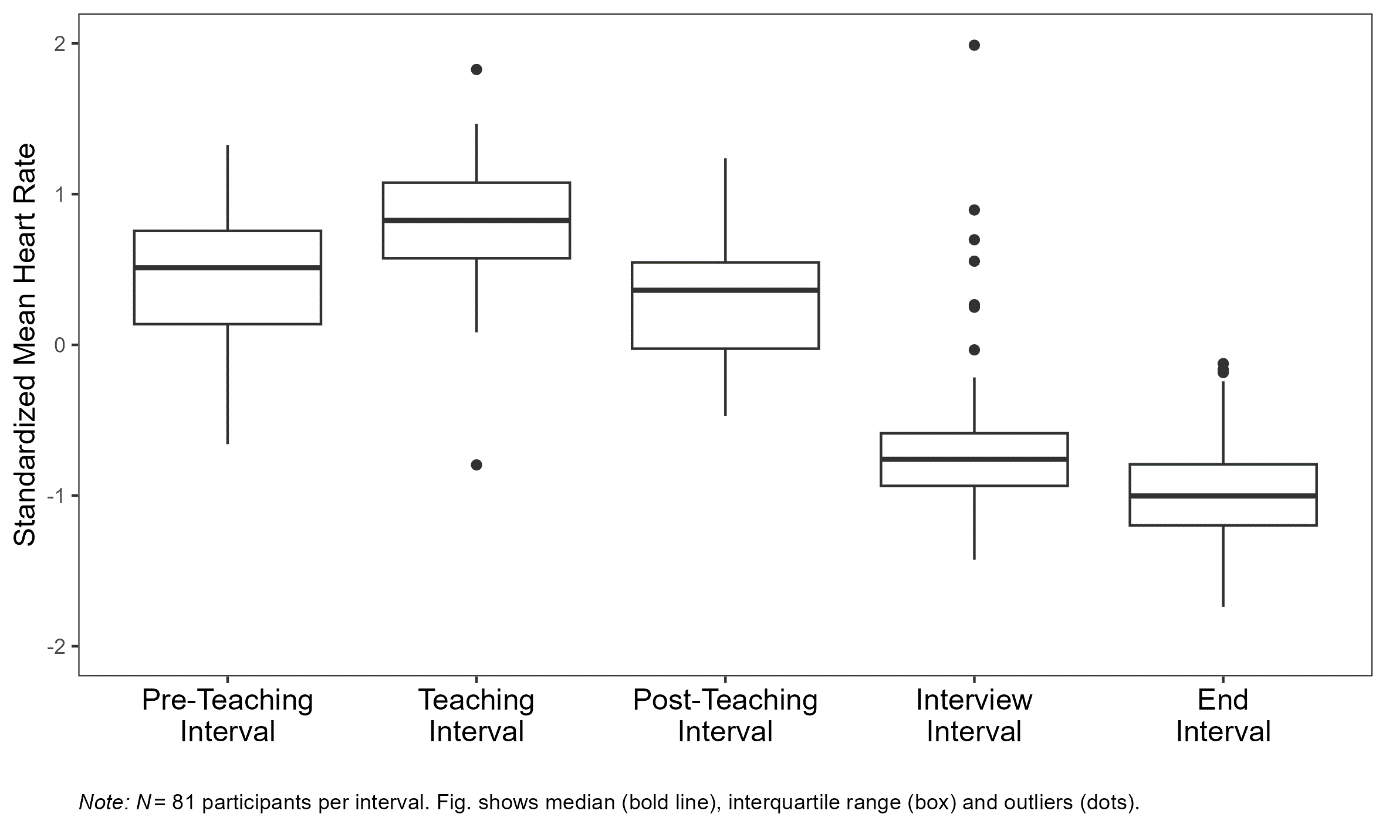 Standardized Mean Heart Rate
2
1
0
-1
-2
Pre-Teaching
Interval
Teaching
Interval
Post-Teaching
Interval
Interview
Interval
End
Interval
Note: N = 81 participants per interval. Fig. shows median (bold line), interquartile range (box) and outliers (dots).